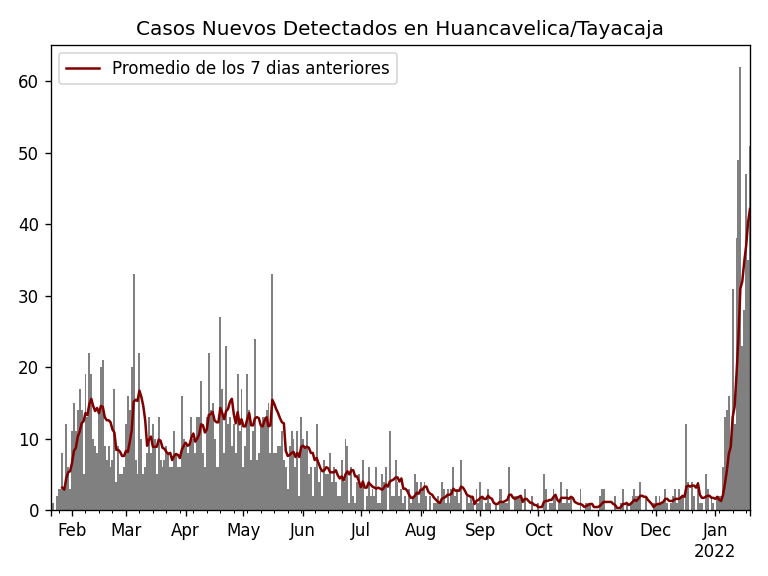 Casos Nuevos Detectados en Huancavelica/Tayacaja
Promedio de los 7 dias anteriores
60
50
40
30
20
10
0
Feb Mar Apr May Jun Jul Aug Sep Oct Nov Dec Jan
2022